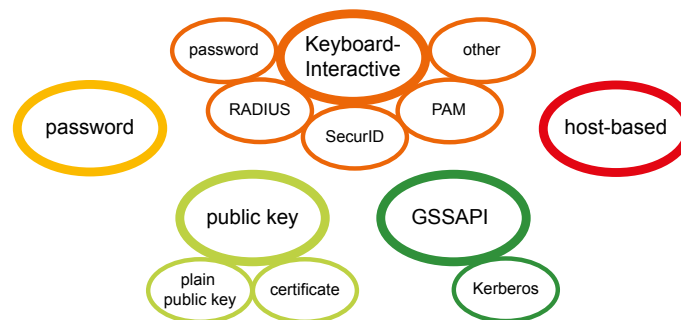 password
Keyboard-
Interactive
other
RADIUS
SecurID
PAM
password
host-based
public key
GSSAPI
plain
public key
certificate
Kerberos